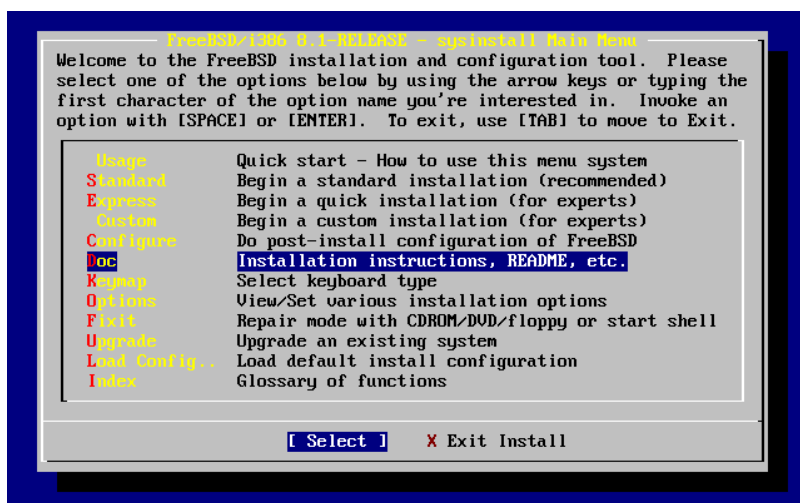 FreeBSD/i386 8.1-RELEASE - sysinstall Main Menu
Welcome to the FreeBSD installation and configuration tool.  Please
select one of the options below by using the arrow keys or typing the
first character of the option name you're interested in.  Invoke an
option with [SPACE] or [ENTER].  To exit, use [TAB] to move to Exit.
Usage Quick start - How to use this menu system
Standard Begin a standard installation (recommended)
Express Begin a quick installation (for experts)
Custom Begin a custom installation (for experts)
Configure Do post-install configuration of FreeBSD
Doc Installation instructions, README, etc.
Keymap Select keyboard type
Options View/Set various installation options
Fixit Repair mode with CDROM/DVD/floppy or start shell
Upgrade Upgrade an existing system
Load Config.. Load default install configuration
Index Glossary of functions
[ Select ] X Exit Install